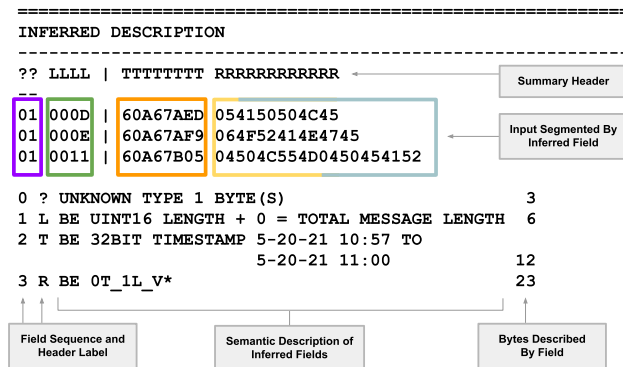 INFERRED DESCRIPTION
?? LLLL | TTTTTTTT RRRRRRRRRRRR
--
Summary Header
01 000D | 60A67AED 054150504C45
01 000E | 60A67AF9 064F52414E4745
01 0011 | 60A67B05 04504C554D0450454152
Input Segmented By
Inferred Field
0 ? UNKNOWN TYPE 1 BYTE(S) 3
1 L BE UINT16 LENGTH + 0 = TOTAL MESSAGE LENGTH 6
2 T BE 32BIT TIMESTAMP 5-20-21 10:57 TO
5-20-21 11:00 12
3 R BE 0T_1L_V* 23
Field Sequence and
Header Label
Semantic Description of
Inferred Fields
Bytes Described
By Field